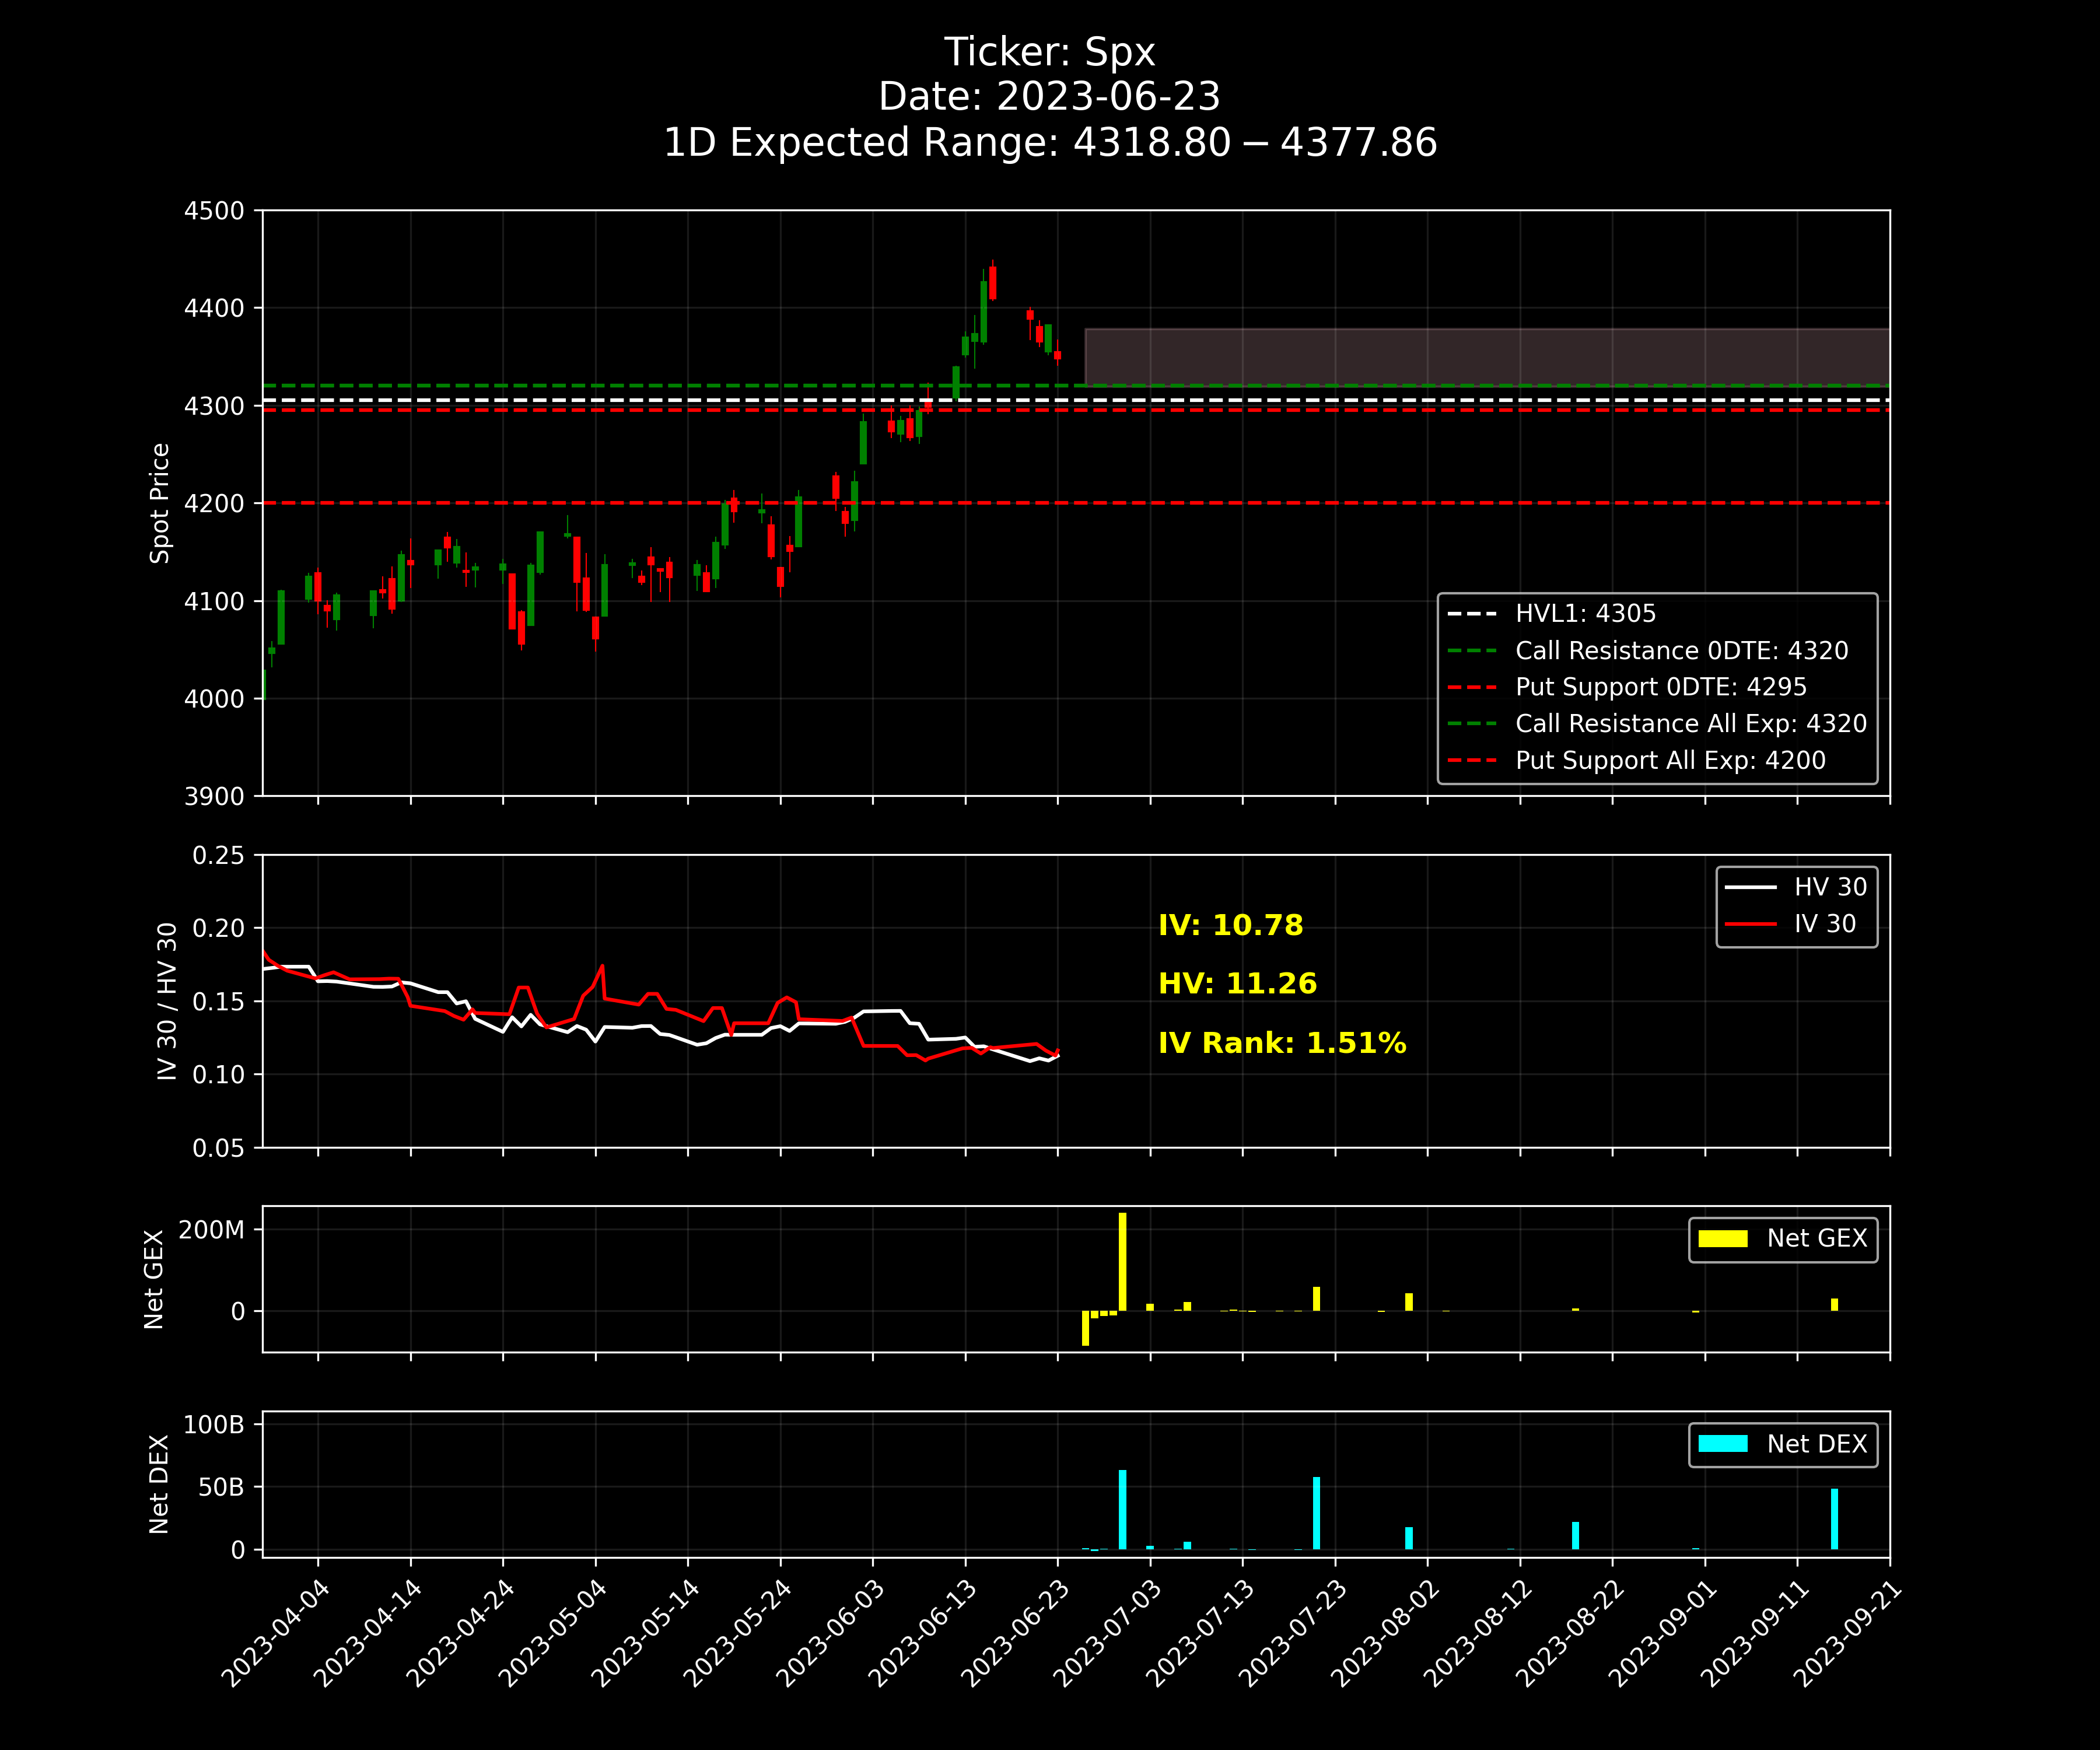 Ticker: Spx
Date: 2023-06-23
1D Expected Range: 4318.80 − 4377.86
4500
4400
4300
4200
4100
4000
3900
Spot Price
HVL1: 4305
Call Resistance 0DTE: 4320
Put Support 0DTE: 4295
Call Resistance All Exp: 4320
Put Support All Exp: 4200
0.25
0.20
0.15
0.10
0.05
IV 30 / HV 30
IV: 10.78
HV: 11.26
IV Rank: 1.51%
HV 30
IV 30
200M
0
Net GEX
Net GEX
100B
50B
0
Net DEX
Net DEX
2023-04-04
2023-04-14
2023-04-24
2023-05-04
2023-05-14
2023-05-24
2023-06-03
2023-06-13
2023-06-23
2023-07-03
2023-07-13
2023-07-23
2023-08-02
2023-08-12
2023-08-22
2023-09-01
2023-09-11
2023-09-21